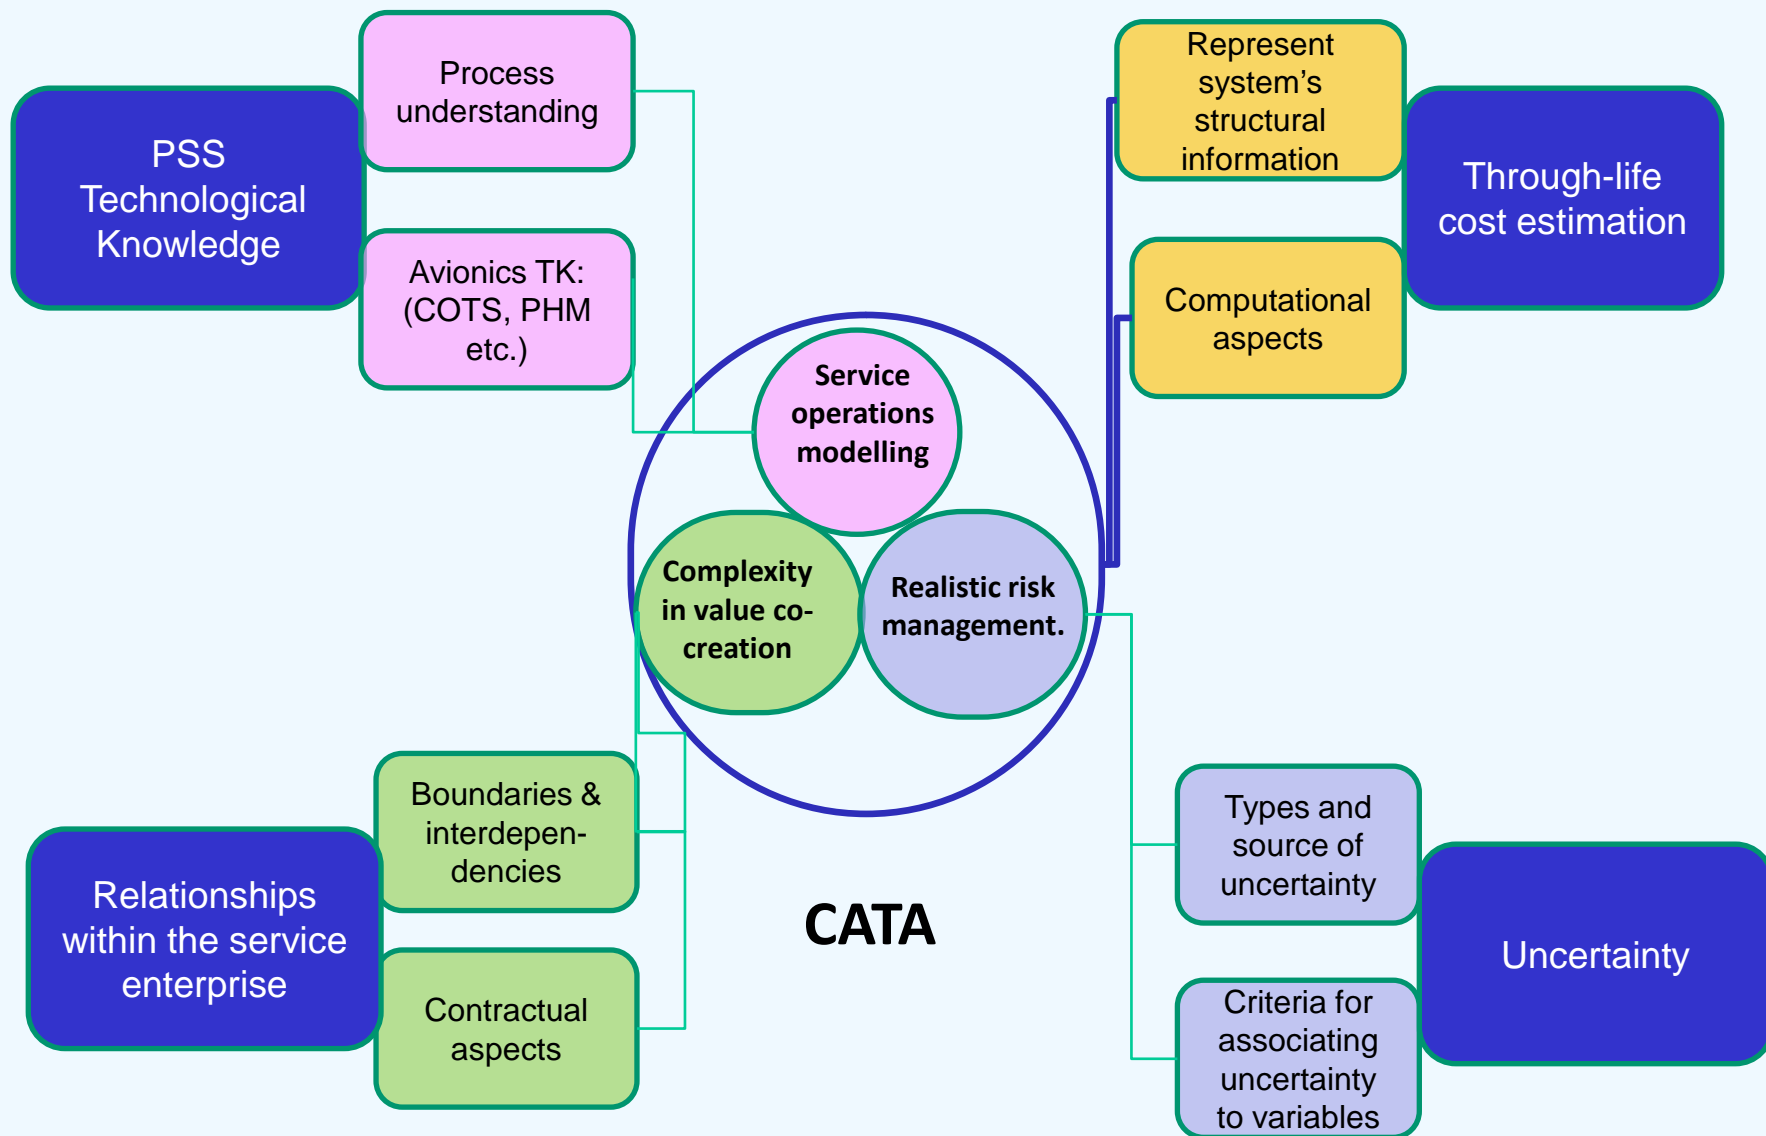 Process
understanding
PSS
Technological
Knowledge
Avionics TK:
(COTS, PHM
etc.)
Represent
system’s
structural
information
Through-life
cost estimation
Computational
aspects
Service
operations
modelling
Complexity
in value co-
creation
Realistic risk
management.
Boundaries &
interdepen-
dencies
Relationships
within the service
enterprise
Contractual
aspects
CATA
Types and
source of
uncertainty
Uncertainty
Criteria for
associating
uncertainty
to variables